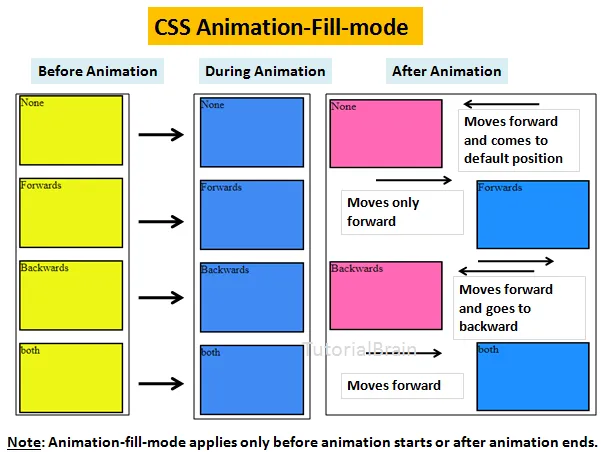 CSS Animation-Fill-mode
Before Animation
During Animation
After Animation
None
None
None
Moves forward
and comes to
default position
Forwards
Forwards
Moves only
forward
Forwards
Backwards
Backwards
Backwards
Moves forward
and goes to
backward
TutorialBrain
both
both
Moves forward
both
Note: Animation-fill-mode applies only before animation starts or after animation ends.